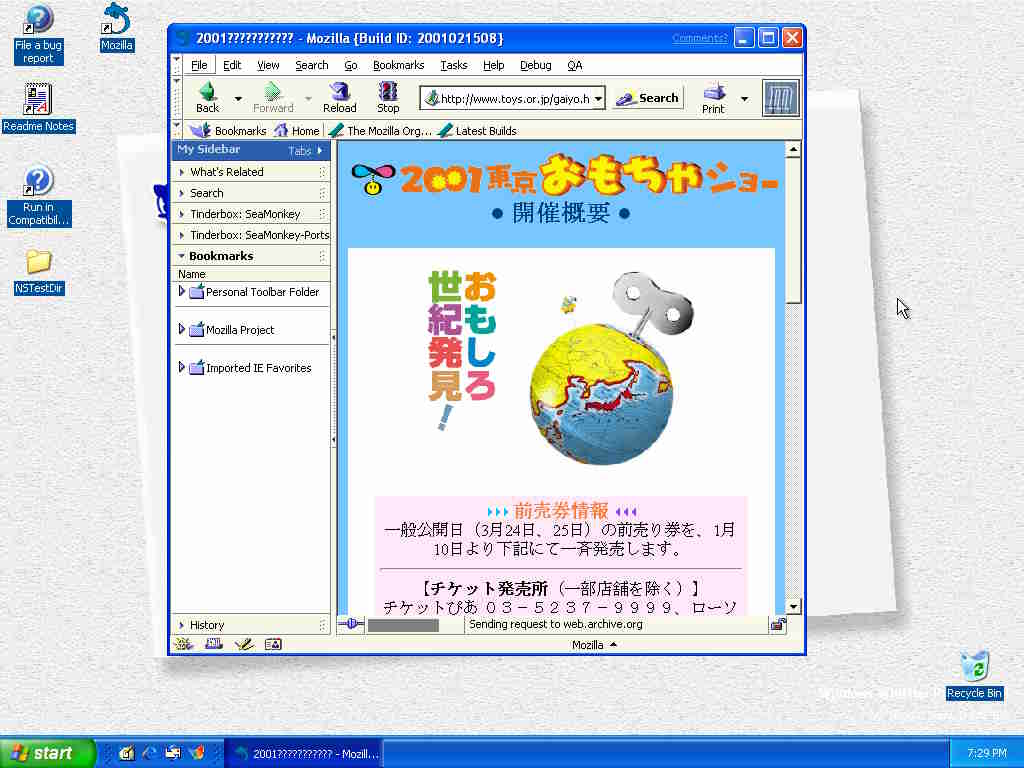 File a bug
report
Mozilla
Readme Notes
Run in
Compatibil...
NSTestDir
2001??????????? - Mozilla {Build ID: 2001021508}
Comments?
File Edit View Search Go Bookmarks Tasks Help Debug QA
Back Forward Reload Stop http://www.toys.or.jp/gaiyo.h Search Print
Bookmarks Home The Mozilla Org... Latest Builds
My Sidebar Tabs
What's Related
Search
Tinderbox: SeaMonkey
Tinderbox: SeaMonkey-Ports
Bookmarks
Name
Personal Toolbar Folder
Mozilla Project
Imported IE Favorites
History
2001東京おもちゃショー
●開催概要●
おもしろ
世紀発見!
前売券情報
一般公開日（3月24日、25日）の前売り券を、1月
10日より下記にて一斉発売します。
【チケット発売所（一部店舗を除く）】
チケットぴあ ０３－５２３７－９９９９、ローソ
Sending request to web.archive.org
Mozilla
Recycle Bin
start
2001??????????? - Mozill...
7:29 PM